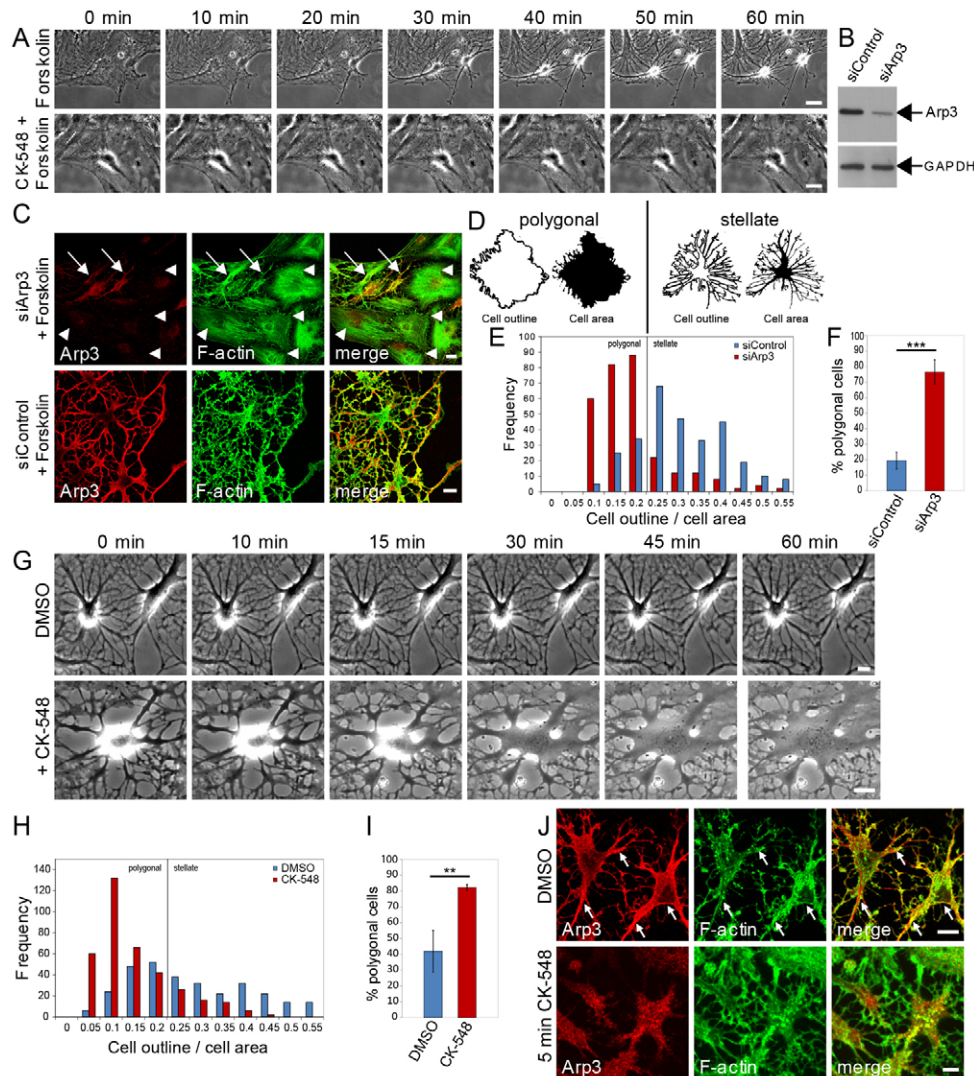 A
0 min 10 min 20 min 30 min 40 min 50 min 60 min
Forskolin
CK-548 +
Forskolin
B
siControl
siArp3
Arp3
GAPDH
C
siArp3
+ Forskolin
Arp3 F-actin merge
siControl
+ Forskolin
Arp3 F-actin merge
D
polygonal stellate
Cell outline Cell area Cell outline Cell area
E
polygonal stellate
siControl
siArp3
Frequency
100
90
80
70
60
50
40
30
20
10
0
0 0.05 0.1 0.15 0.2 0.25 0.3 0.35 0.4 0.45 0.5 0.55
Cell outline / cell area
F
***
% polygonal cells
100
90
80
70
60
50
40
30
20
10
0
siControl
siArp3
G
0 min 10 min 15 min 30 min 45 min 60 min
DMSO
+ CK-548
H
polygonal stellate
DMSO
CK-548
Frequency
140
120
100
80
60
40
20
0
0 0.05 0.1 0.15 0.2 0.25 0.3 0.35 0.4 0.45 0.5 0.55
Cell outline / cell area
I
**
% polygonal cells
100
90
80
70
60
50
40
30
20
10
0
DMSO
CK-548
J
DMSO
Arp3 F-actin merge
5 min CK-548
Arp3 F-actin merge